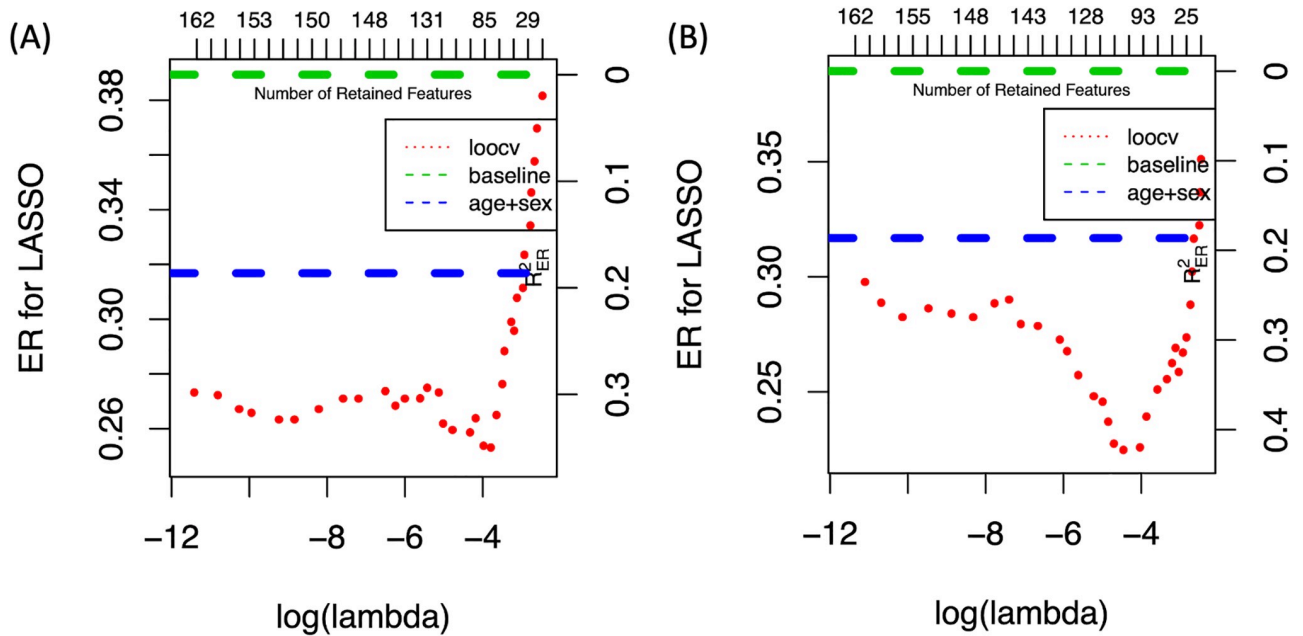 (A)
162 153 150 148 131 85 29
Number of Retained Features
loocv
baseline
age+sex
ER for LASSO
0.26 0.30 0.34 0.38
0 0.1 0.2 0.3
R²ER
−12 −8 −6 −4
log(lambda)
(B)
162 155 148 143 128 93 25
Number of Retained Features
loocv
baseline
age+sex
ER for LASSO
0.25 0.30 0.35
0 0.1 0.2 0.3 0.4
R²ER
−12 −8 −6 −4
log(lambda)